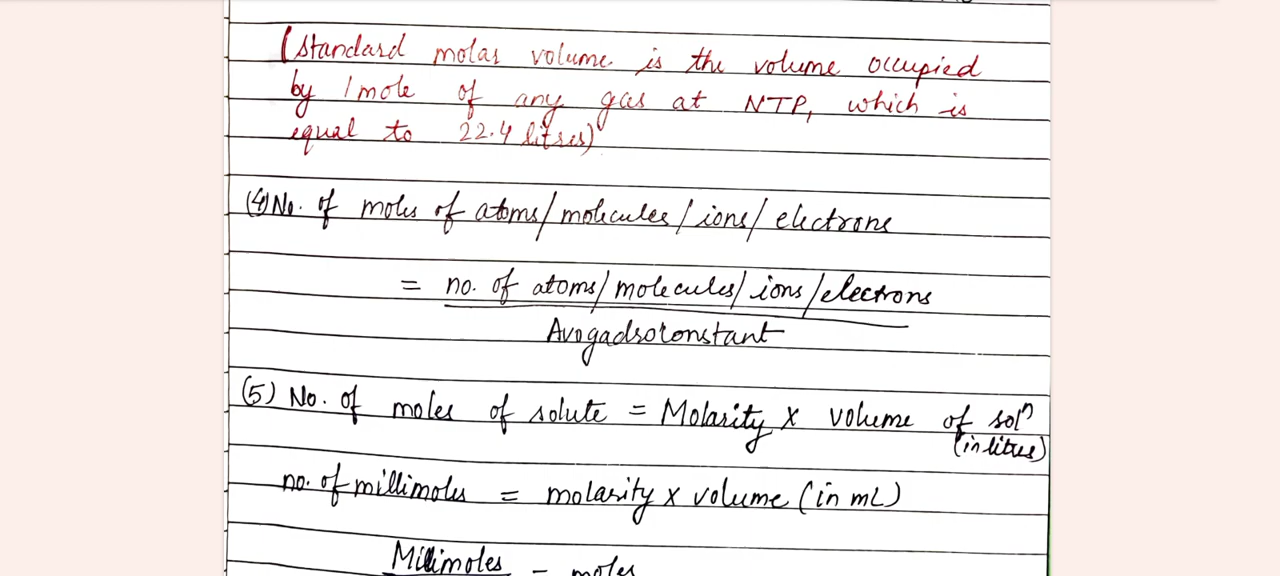 (standard molar volume is the volume occupied
by 1 mole of any gas at NTP, which is
equal to 22.4 litres)
(4) No. of moles of atoms/molecules/ions/electrons
= no. of atoms/molecules/ions/electrons
Avogadro constant
(5) No. of moles of solute = Molarity x volume of solⁿ
(in litres)
no. of millimoles = molarity x volume (in mL)
Millimoles = moles